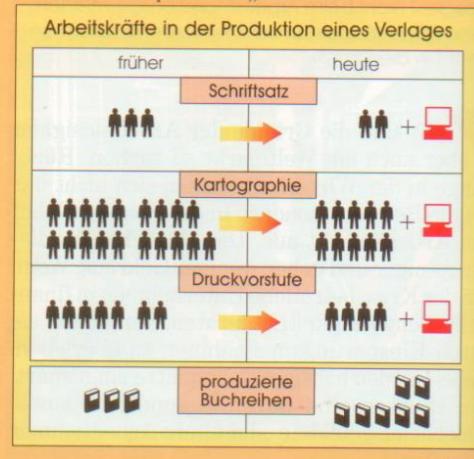 Arbeitskräfte in der Produktion eines Verlages
früher heute
Schriftsatz
+
Kartographie
+
Druckvorstufe
+
produzierte
Buchreihen